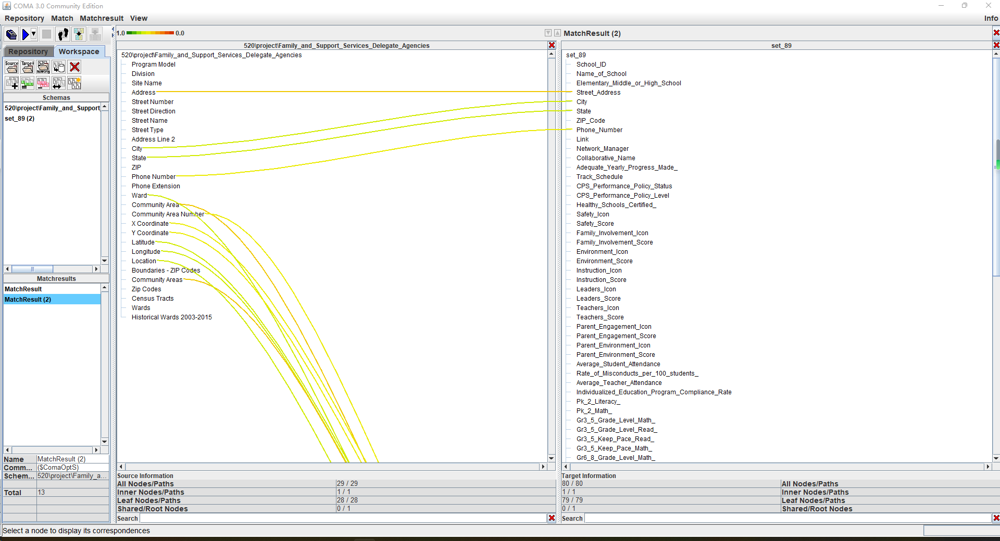 COMA 3.0 Community Edition
Repository Match Matchresult View Info
1.0 0.0
MatchResult (2)
Repository Workspace
Source Target
Mapping
Schemas
520\project\Family_and_Support_
set_89 (2)
Matchresults
MatchResult
MatchResult (2)
Name MatchResult (2)
Comm... ($ComaOptS)
Schem... 520\project\Family_a...
Total 13
520\project\Family_and_Support_Services_Delegate_Agencies
520\project\Family_and_Support_Services_Delegate_Agencies
Program Model
Division
Site Name
Address
Street Number
Street Direction
Street Name
Street Type
Address Line 2
City
State
ZIP
Phone Number
Phone Extension
Ward
Community Area
Community Area Number
X Coordinate
Y Coordinate
Latitude
Longitude
Location
Boundaries - ZIP Codes
Community Areas
Zip Codes
Census Tracts
Wards
Historical Wards 2003-2015
Source Information
All Nodes/Paths 29 / 29
Inner Nodes/Paths 1 / 1
Leaf Nodes/Paths 28 / 28
Shared/Root Nodes 0 / 1
Search
set_89
set_89
School_ID
Name_of_School
Elementary_Middle_or_High_School
Street_Address
City
State
ZIP_Code
Phone_Number
Link
Network_Manager
Collaborative_Name
Adequate_Yearly_Progress_Made_
Track_Schedule
CPS_Performance_Policy_Status
CPS_Performance_Policy_Level
Healthy_Schools_Certified_
Safety_Icon
Safety_Score
Family_Involvement_Icon
Family_Involvement_Score
Environment_Icon
Environment_Score
Instruction_Icon
Instruction_Score
Leaders_Icon
Leaders_Score
Teachers_Icon
Teachers_Score
Parent_Engagement_Icon
Parent_Engagement_Score
Parent_Environment_Icon
Parent_Environment_Score
Average_Student_Attendance
Rate_of_Misconducts_per_100_students_
Average_Teacher_Attendance
Individualized_Education_Program_Compliance_Rate
Pk_2_Literacy_
Pk_2_Math_
Gr3_5_Grade_Level_Math_
Gr3_5_Grade_Level_Read_
Gr3_5_Keep_Pace_Read_
Gr3_5_Keep_Pace_Math_
Gr6_8_Grade_Level_Math_
Target Information
80 / 80 All Nodes/Paths
1 / 1 Inner Nodes/Paths
79 / 79 Leaf Nodes/Paths
0 / 1 Shared/Root Nodes
Search
Select a node to display its correspondences